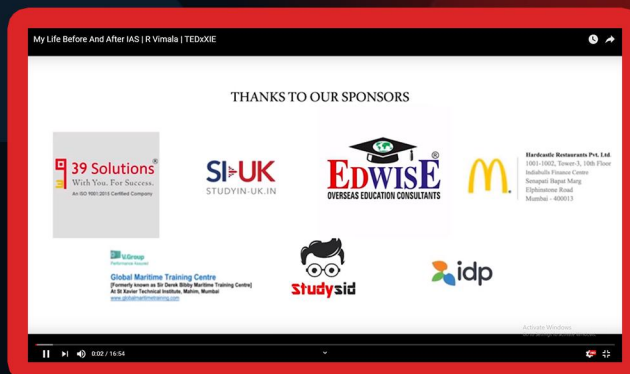 My Life Before And After IAS | R Vimala | TEDxXIE
THANKS TO OUR SPONSORS
39 Solutions®
With You. For Success.
An ISO 9001:2015 Certified Company
SI-UK
STUDYIN-UK.IN
EDWISE®
OVERSEAS EDUCATION CONSULTANTS
Hardcastle Restaurants Pvt. Ltd
1001-1002, Tower-3, 10th Floor
Indiabulls Finance Centre
Senapati Bapat Marg
Elphinstone Road
Mumbai - 400013
V.Group
Global Maritime Training Centre
[Formerly known as Sir Derek Bibby Maritime Training Centre]
At St Xavier Technical Institute, Mahim, Mumbai
www.globalmaritimetraining.com
Studysid
idp
Activate Windows
0:02 / 16:54